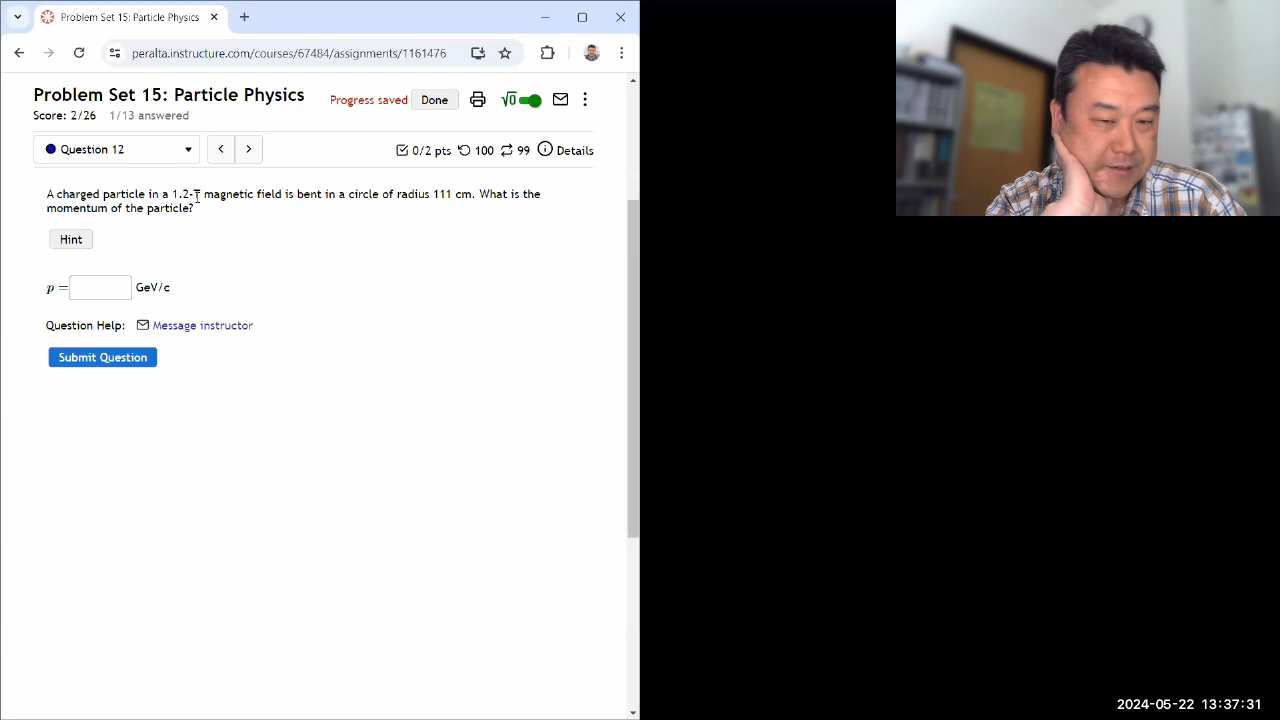 Problem Set 15: Particle Physics
peralta.instructure.com/courses/67484/assignments/1161476
Problem Set 15: Particle Physics
Progress saved
Done
√0
Score: 2/26 1/13 answered
Question 12
0/2 pts 100 99 Details
A charged particle in a 1.2-T magnetic field is bent in a circle of radius 111 cm. What is the
momentum of the particle?
Hint
p = GeV/c
Question Help: Message instructor
Submit Question
2024-05-22 13:37:31